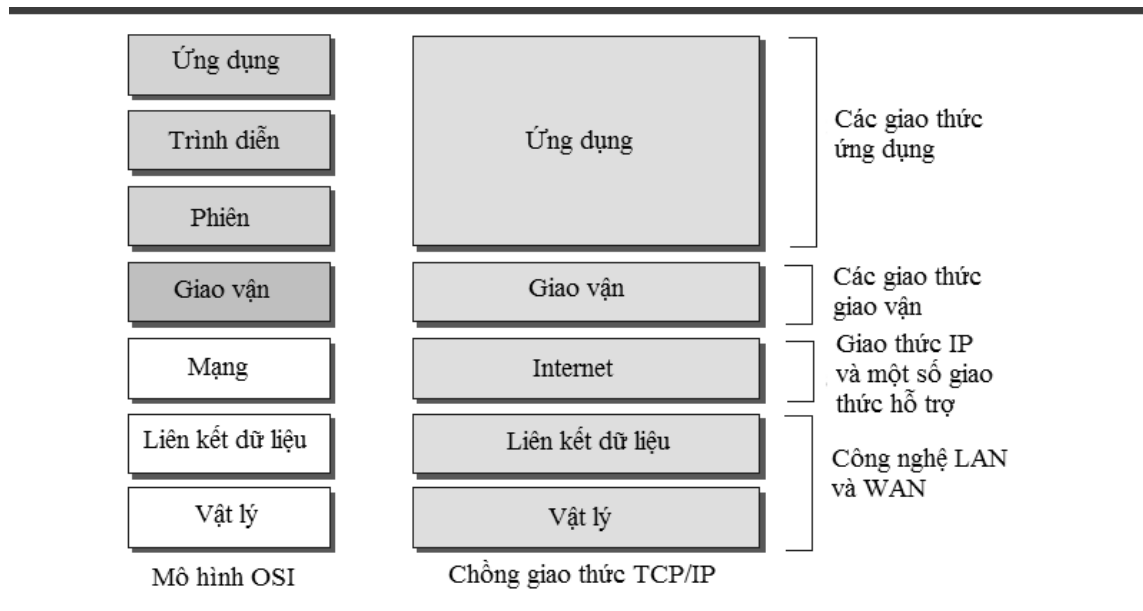 Ứng dụng
Trình diễn
Phiên
Giao vận
Mạng
Liên kết dữ liệu
Vật lý
Mô hình OSI
Ứng dụng
Giao vận
Internet
Liên kết dữ liệu
Vật lý
Chồng giao thức TCP/IP
Các giao thức
ứng dụng
Các giao thức
giao vận
Giao thức IP
và một số giao
thức hỗ trợ
Công nghệ LAN
và WAN